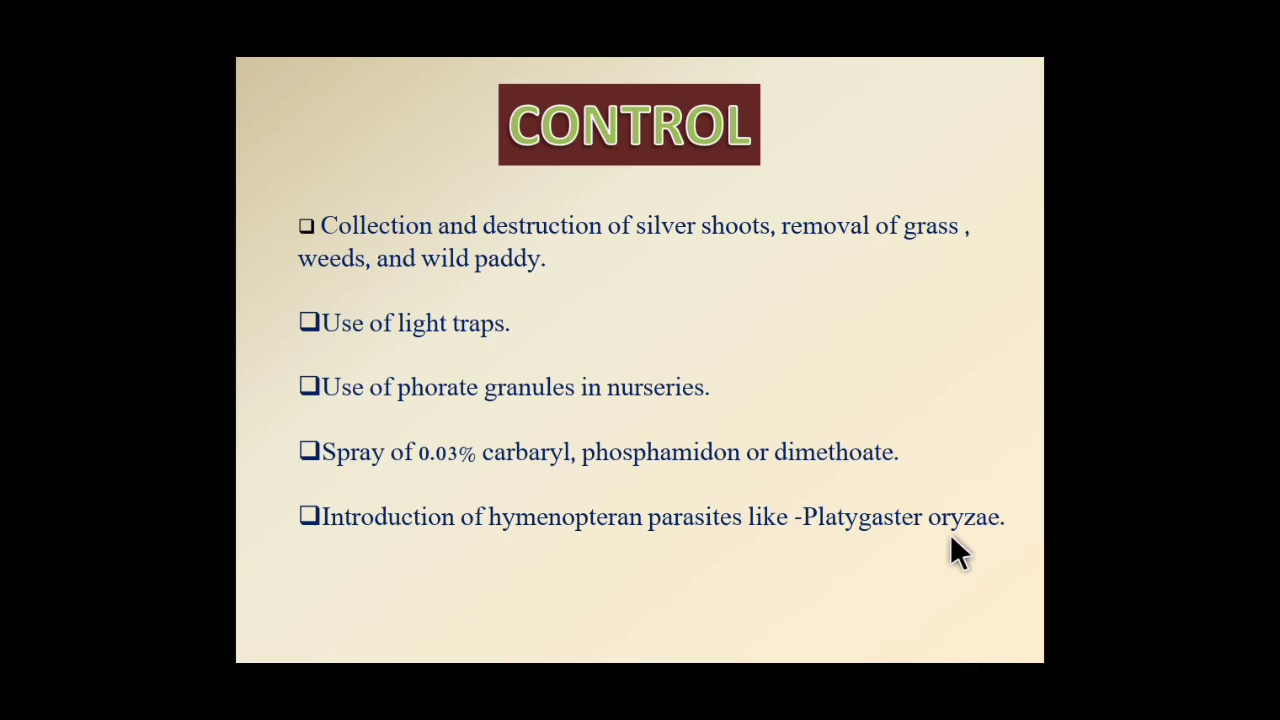 CONTROL
❑ Collection and destruction of silver shoots, removal of grass ,
weeds, and wild paddy.
❑Use of light traps.
❑Use of phorate granules in nurseries.
❑Spray of 0.03% carbaryl, phosphamidon or dimethoate.
❑Introduction of hymenopteran parasites like -Platygaster oryzae.